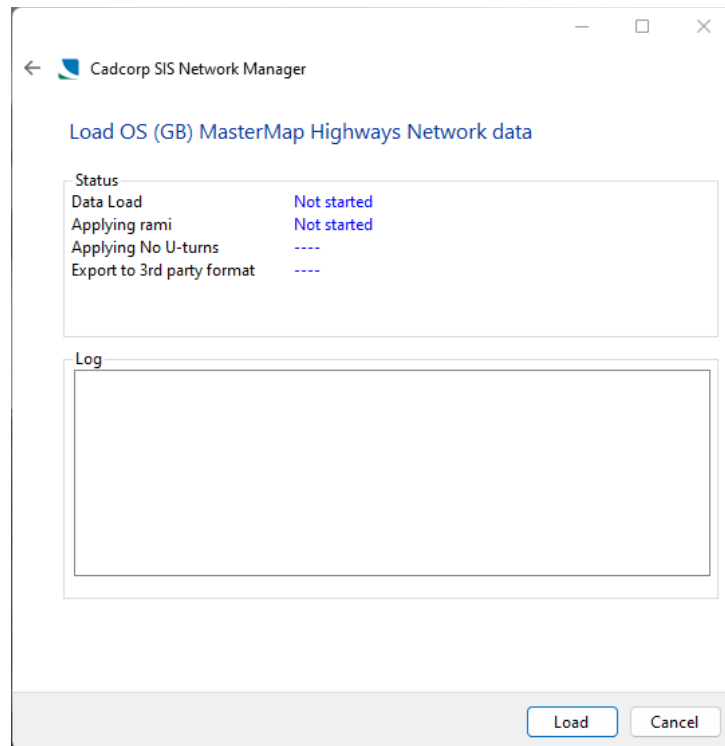 Cadcorp SIS Network Manager
Load OS (GB) MasterMap Highways Network data
Status
Data Load Not started
Applying rami Not started
Applying No U-turns ----
Export to 3rd party format ----
Log
Load Cancel